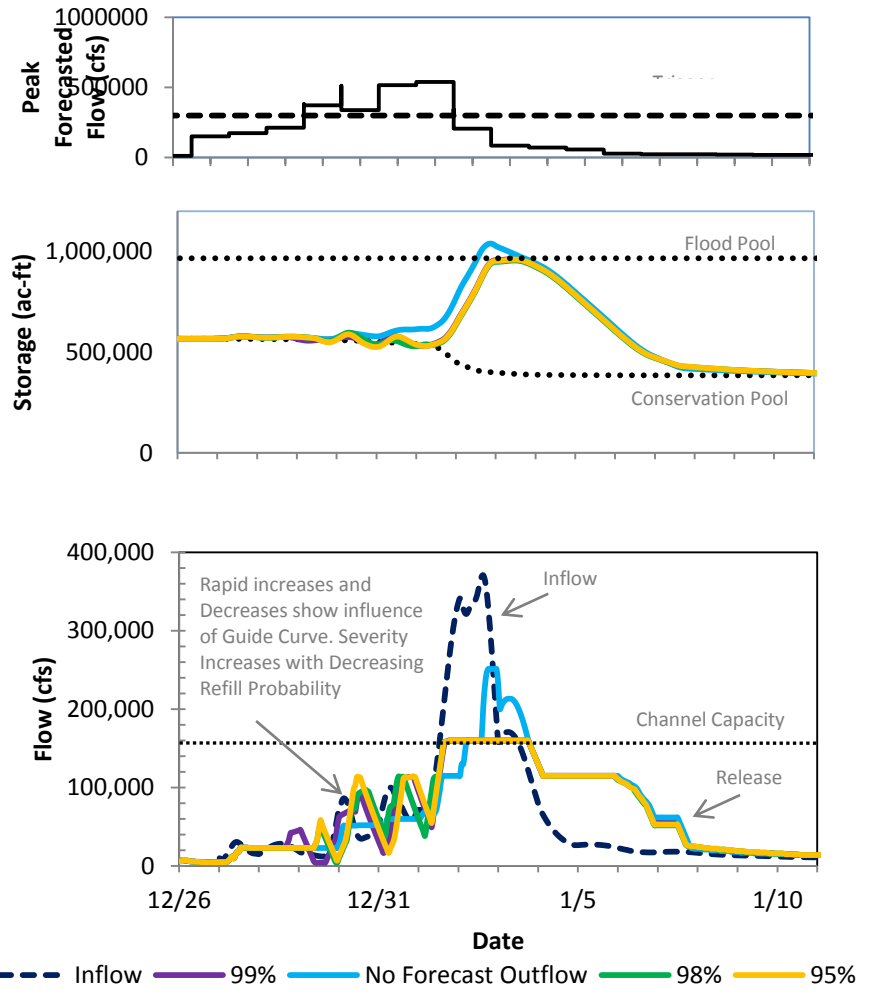 Peak
Forecasted
Flow (cfs)
1000000
500000
0
Storage (ac-ft)
1,000,000
500,000
0
Flood Pool
Conservation Pool
Flow (cfs)
400,000
300,000
200,000
100,000
0
Rapid increases and
Decreases show influence
of Guide Curve. Severity
Increases with Decreasing
Refill Probability
Inflow
Channel Capacity
Release
12/26
12/31
1/5
1/10
Date
Inflow
99%
No Forecast Outflow
98%
95%